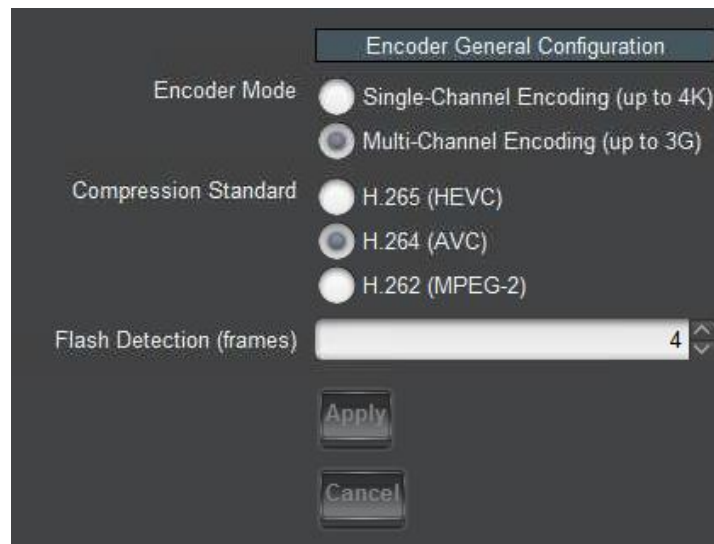 Encoder General Configuration
Encoder Mode
Single-Channel Encoding (up to 4K)
Multi-Channel Encoding (up to 3G)
Compression Standard
H.265 (HEVC)
H.264 (AVC)
H.262 (MPEG-2)
Flash Detection (frames)
4
Apply
Cancel